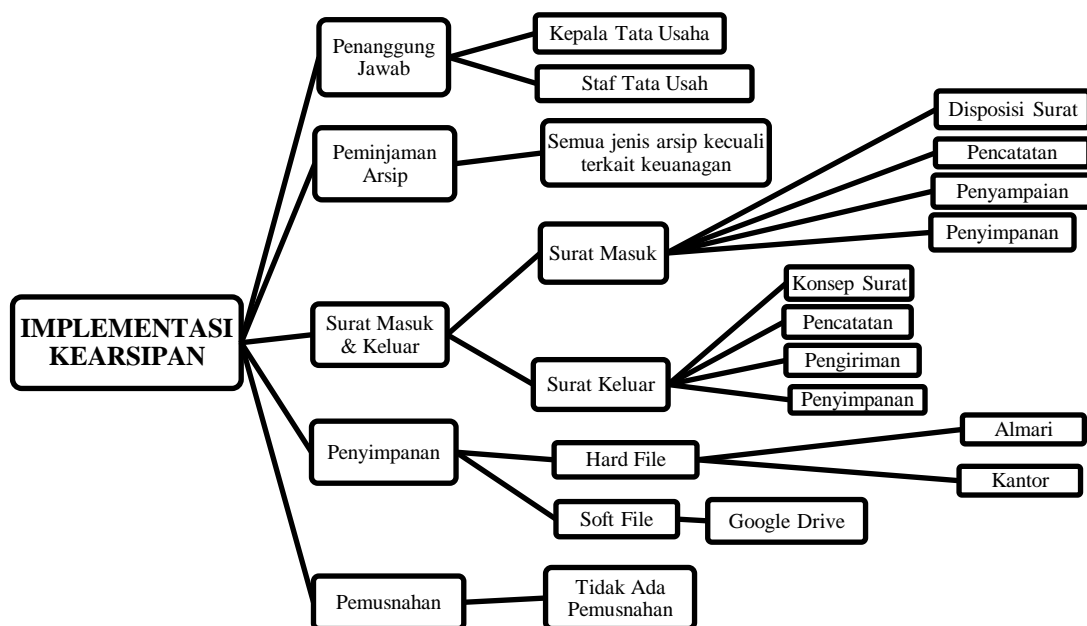 IMPLEMENTASI
KEARSIPAN
Penanggung
Jawab
Kepala Tata Usaha
Staf Tata Usah
Peminjaman
Arsip
Semua jenis arsip kecuali
terkait keuanagan
Surat Masuk
& Keluar
Surat Masuk
Disposisi Surat
Pencatatan
Penyampaian
Penyimpanan
Surat Keluar
Konsep Surat
Pencatatan
Pengiriman
Penyimpanan
Penyimpanan
Hard File
Almari
Kantor
Soft File
Google Drive
Pemusnahan
Tidak Ada
Pemusnahan